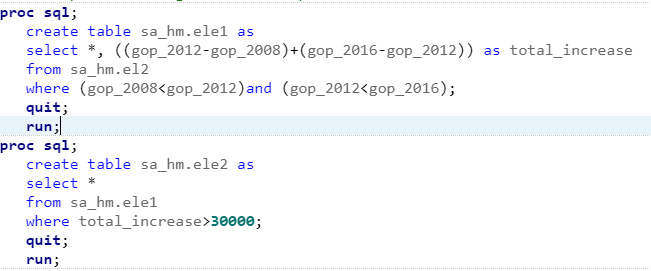 proc sql;
create table sa_hm.ele1 as
select *, ((gop_2012-gop_2008)+(gop_2016-gop_2012)) as total_increase
from sa_hm.el2
where (gop_2008<gop_2012)and (gop_2012<gop_2016);
quit;
run;
proc sql;
create table sa_hm.ele2 as
select *
from sa_hm.ele1
where total_increase>30000;
quit;
run;